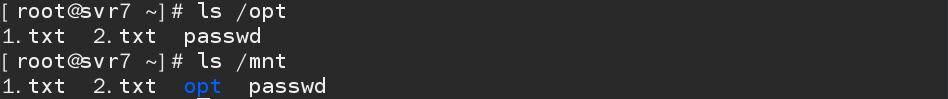 [root@svr7 ~]# ls /opt
1.txt  2.txt  passwd
[root@svr7 ~]# ls /mnt
1.txt  2.txt  opt  passwd